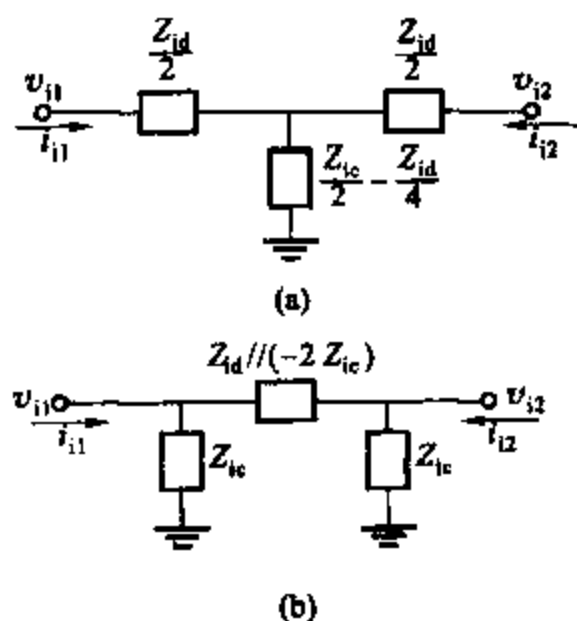 Z_id/2 Z_id/2
v_i1 v_i2
i_i1 i_i2
Z_ic/2 − Z_id/4
(a)
Z_id//(−2 Z_ic)
v_i1 v_i2
i_i1 Z_ic Z_ic i_i2
(b)